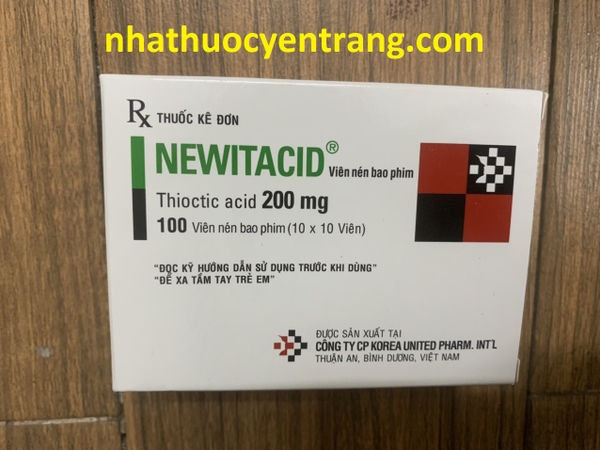 nhathuocyentrang.com
Rx THUỐC KÊ ĐƠN
NEWITACID® Viên nén bao phim
Thioctic acid 200 mg
100 Viên nén bao phim (10 x 10 Viên)
"ĐỌC KỸ HƯỚNG DẪN SỬ DỤNG TRƯỚC KHI DÙNG"
"ĐỂ XA TẦM TAY TRẺ EM"
ĐƯỢC SẢN XUẤT TẠI
CÔNG TY CP KOREA UNITED PHARM. INT'L
THUẬN AN, BÌNH DƯƠNG, VIỆT NAM